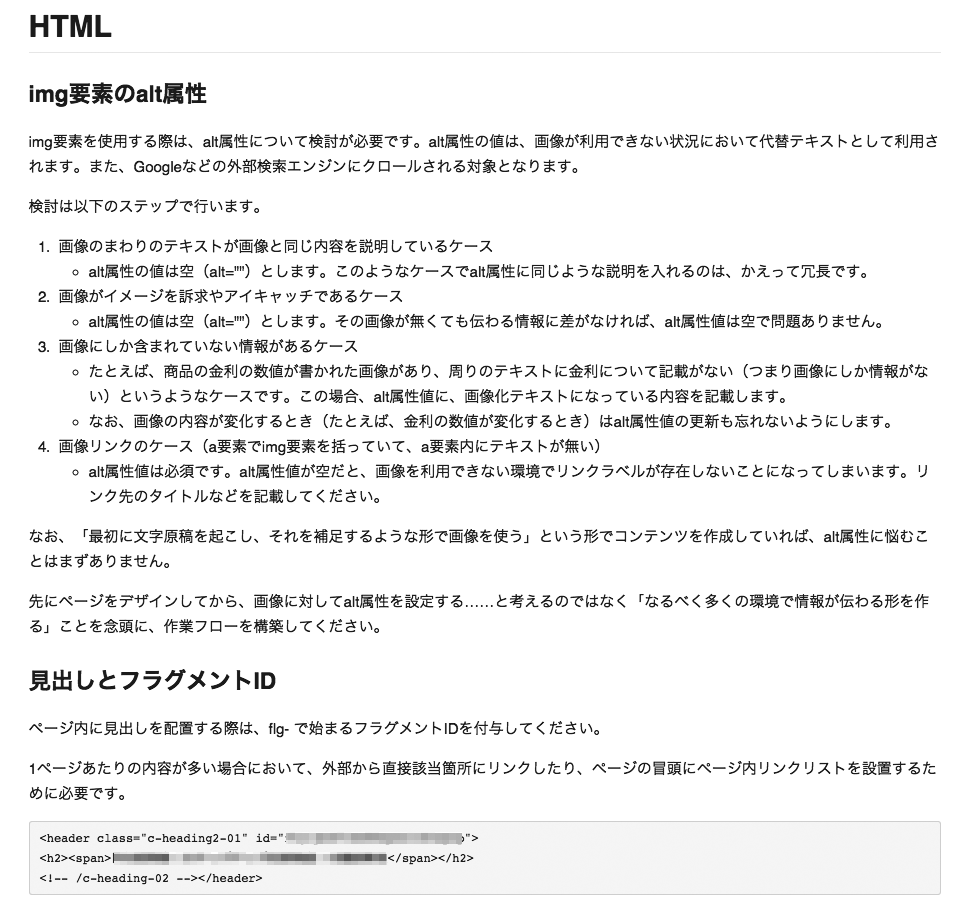 HTML
img要素のalt属性
img要素を使用する際は、alt属性について検討が必要です。alt属性の値は、画像が利用できない状況において代替テキストとして利用さ
れます。また、Googleなどの外部検索エンジンにクロールされる対象となります。
検討は以下のステップで行います。
1. 画像のまわりのテキストが画像と同じ内容を説明しているケース
◦ alt属性の値は空（alt=""）とします。このようなケースでalt属性に同じような説明を入れるのは、かえって冗長です。
2. 画像がイメージを訴求やアイキャッチであるケース
◦ alt属性の値は空（alt=""）とします。その画像が無くても伝わる情報に差がなければ、alt属性値は空で問題ありません。
3. 画像にしか含まれていない情報があるケース
◦ たとえば、商品の金利の数値が書かれた画像があり、周りのテキストに金利について記載がない（つまり画像にしか情報がな
い）というようなケースです。この場合、alt属性値に、画像化テキストになっている内容を記載します。
◦ なお、画像の内容が変化するとき（たとえば、金利の数値が変化するとき）はalt属性値の更新も忘れないようにします。
4. 画像リンクのケース（a要素でimg要素を括っていて、a要素内にテキストが無い）
◦ alt属性値は必須です。alt属性値が空だと、画像を利用できない環境でリンクラベルが存在しないことになってしまいます。リ
ンク先のタイトルなどを記載してください。
なお、「最初に文字原稿を起こし、それを補足するような形で画像を使う」という形でコンテンツを作成していれば、alt属性に悩むこ
とはまずありません。
先にページをデザインしてから、画像に対してalt属性を設定する……と考えるのではなく「なるべく多くの環境で情報が伝わる形を作
る」ことを念頭に、作業フローを構築してください。
見出しとフラグメントID
ページ内に見出しを配置する際は、flg- で始まるフラグメントIDを付与してください。
1ページあたりの内容が多い場合において、外部から直接該当箇所にリンクしたり、ページの冒頭にページ内リンクリストを設置するた
めに必要です。
<header class="c-heading2-01" id="">
<h2><span></span></h2>
<!-- /c-heading-02 --></header>